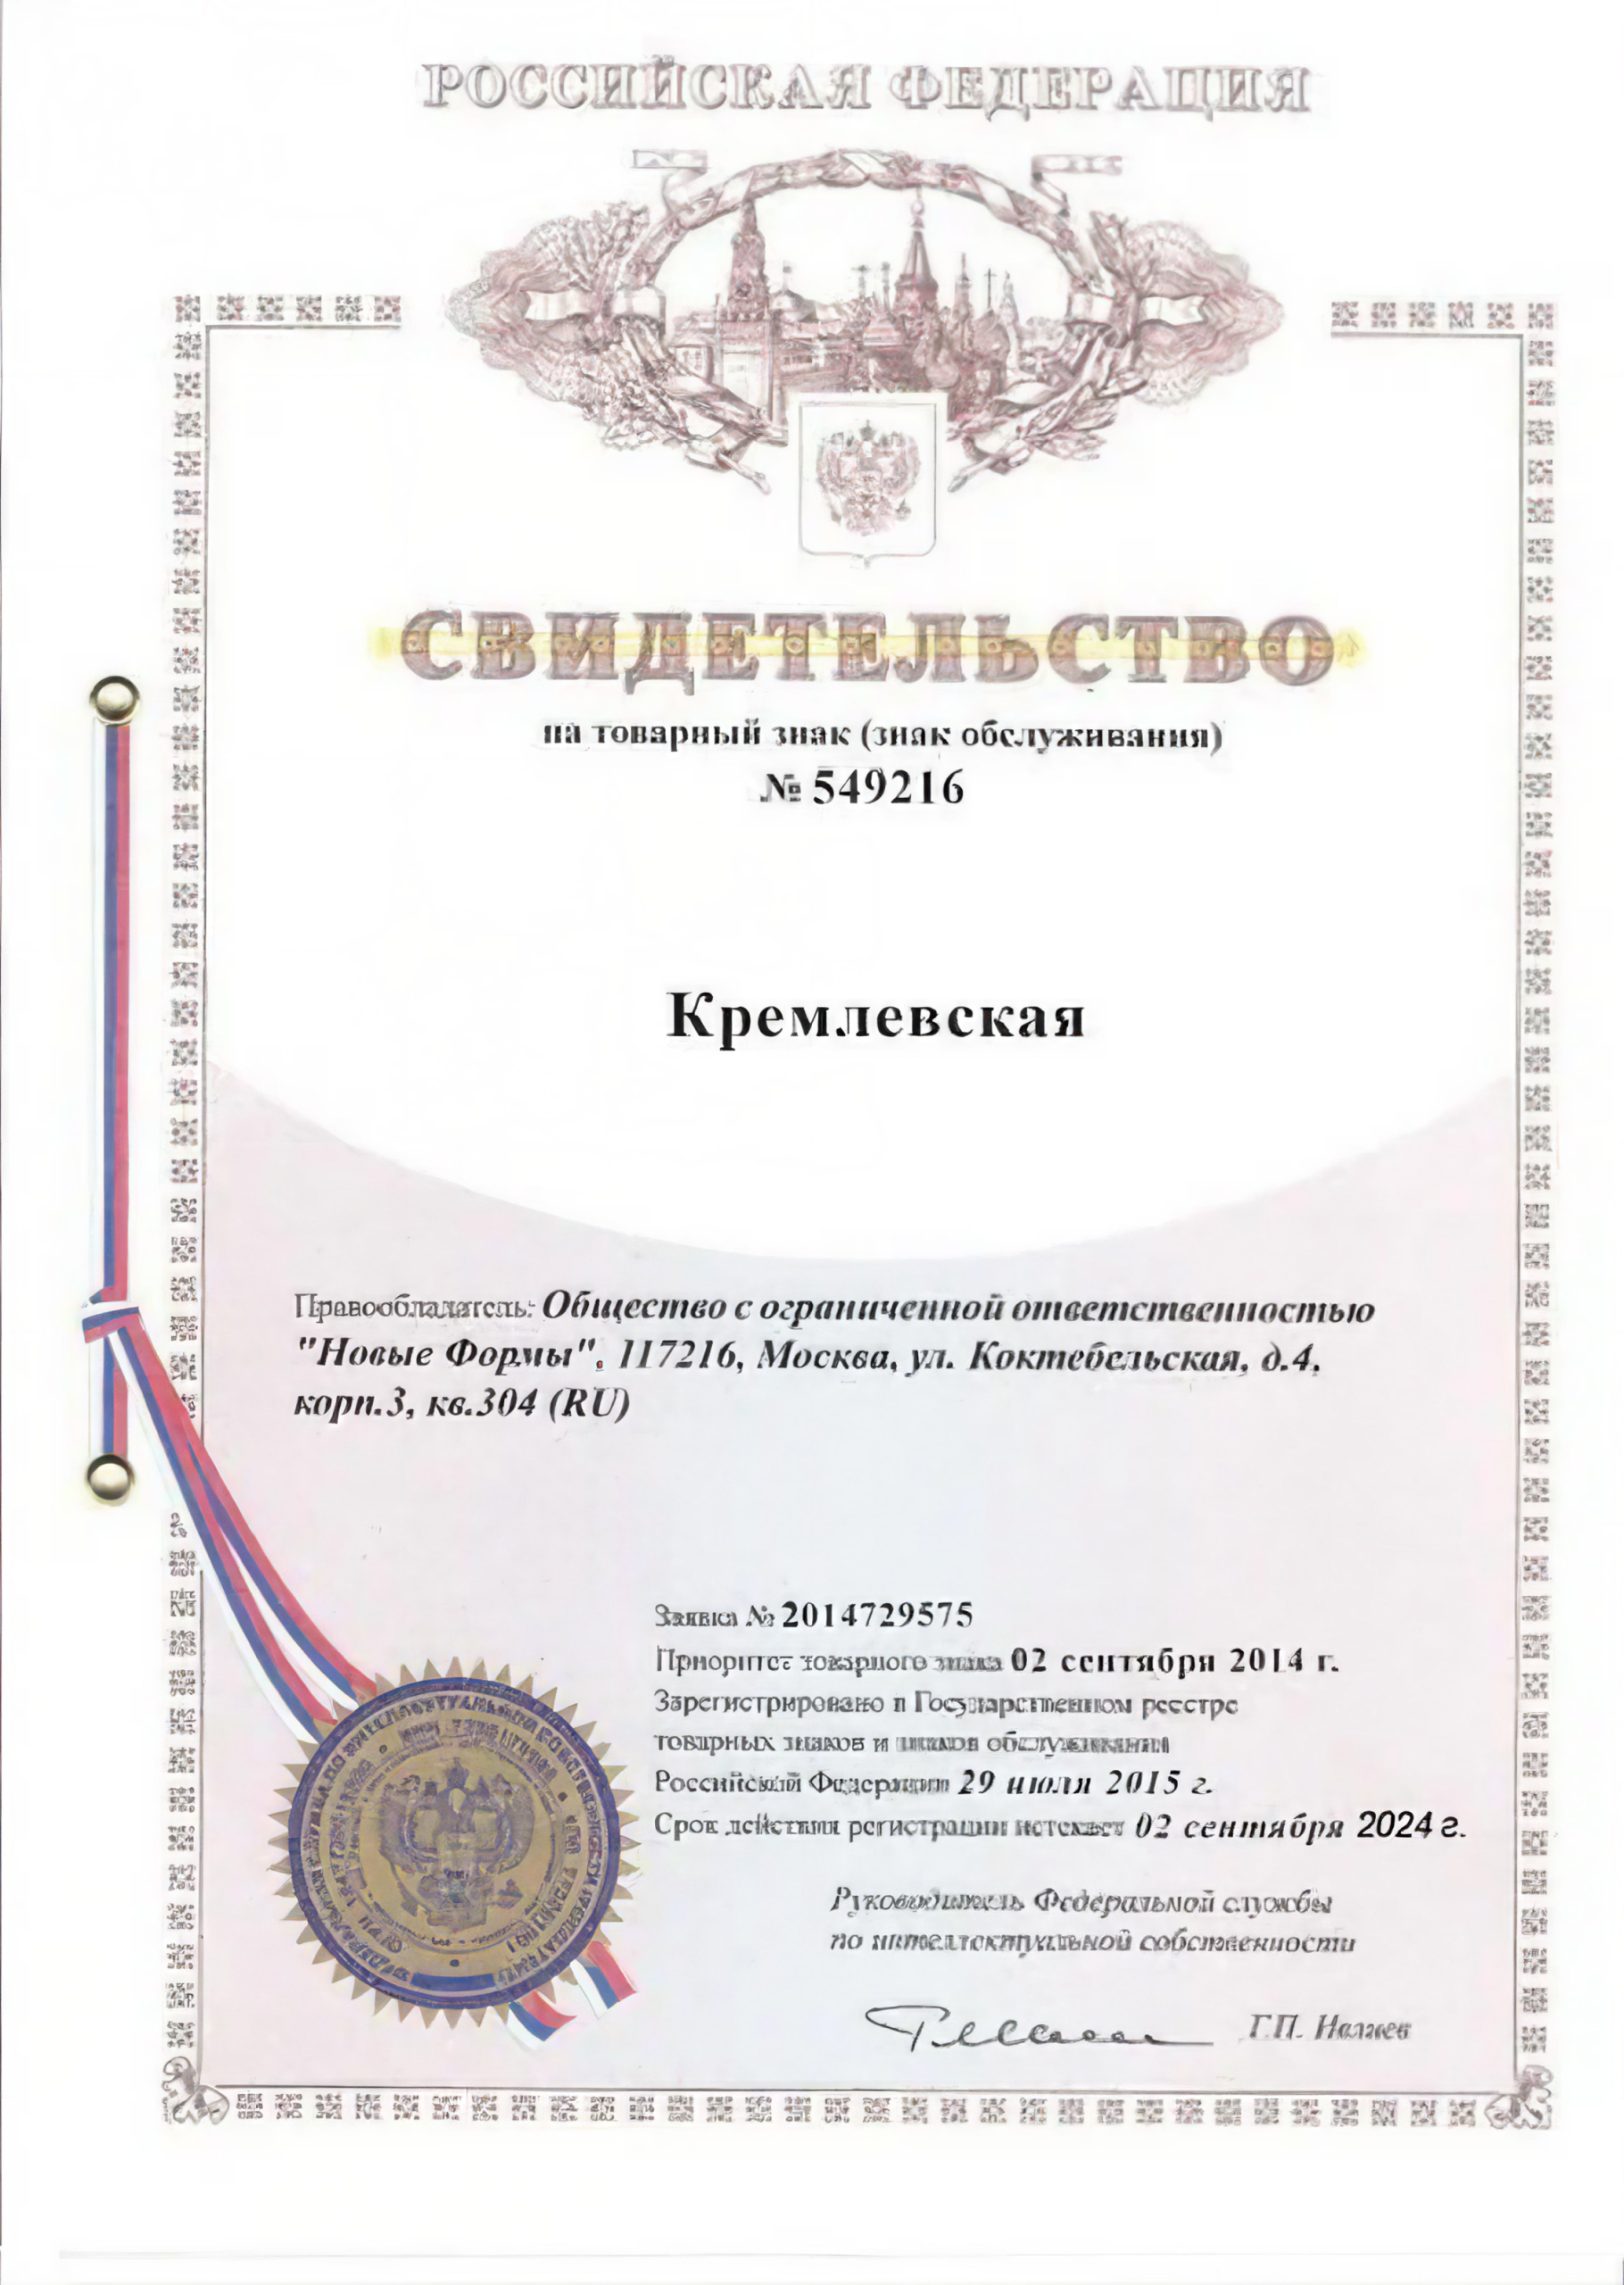 РОССИЙСКАЯ ФЕДЕРАЦИЯ
СВИДЕТЕЛЬСТВО
на товарный знак (знак обслуживания)
№ 549216
Кремлевская
Правообладатель: Общество с ограниченной ответственностью
"Новые Формы", 117216, Москва, ул. Коктебельская, д.4,
корп.3, кв.304 (RU)
Заявка № 2014729575
Приоритет товарного знака 02 сентября 2014 г.
Зарегистрировано в Государственном реестре
товарных знаков и знаков обслуживания
Российской Федерации 29 июля 2015 г.
Срок действия регистрации истекает 02 сентября 2024 г.
Руководитель Федеральной службы
по интеллектуальной собственности
Г.П.